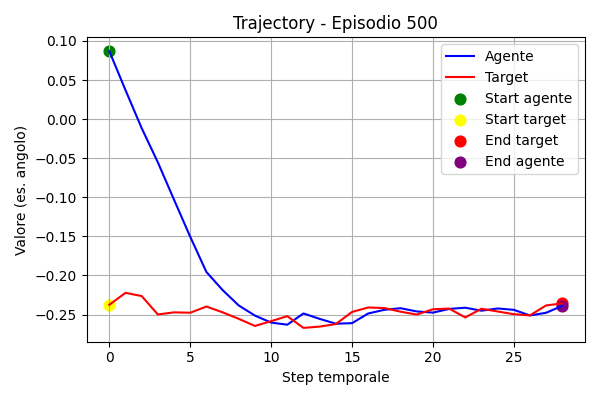 Trajectory - Episodio 500
0.10
0.05
0.00
−0.05
−0.10
−0.15
−0.20
−0.25
Valore (es. angolo)
Agente
Target
Start agente
Start target
End target
End agente
0 5 10 15 20 25
Step temporale